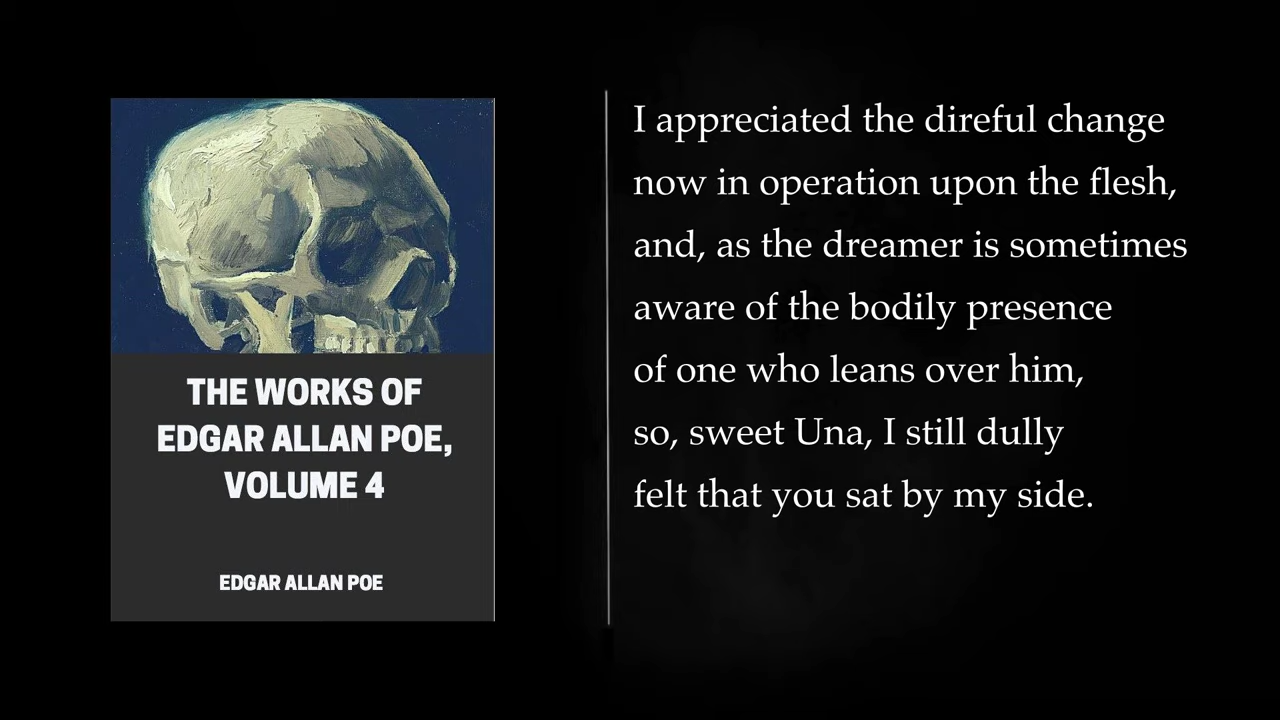 THE WORKS OF
EDGAR ALLAN POE,
VOLUME 4
EDGAR ALLAN POE
I appreciated the direful change
now in operation upon the flesh,
and, as the dreamer is sometimes
aware of the bodily presence
of one who leans over him,
so, sweet Una, I still dully
felt that you sat by my side.